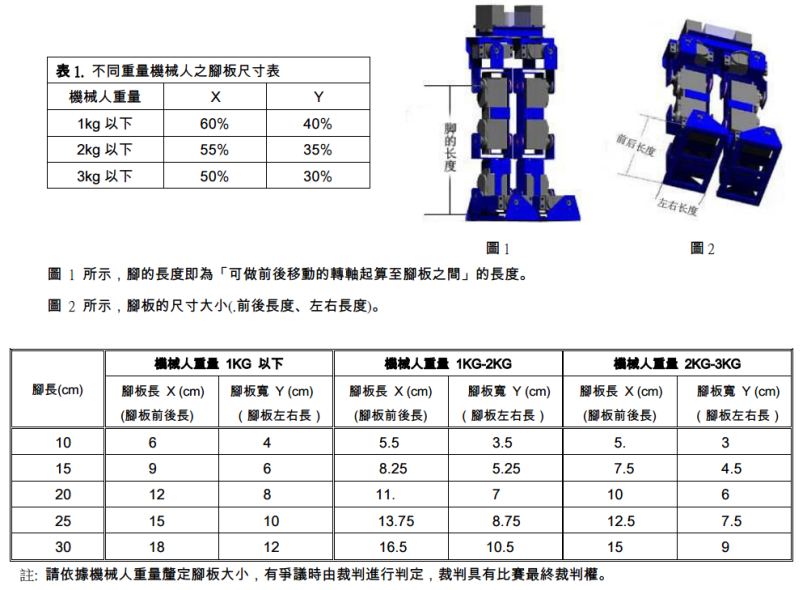 表 1. 不同重量機械人之腳板尺寸表
機械人重量 X Y
1kg 以下 60% 40%
2kg 以下 55% 35%
3kg 以下 50% 30%
脚的长度
前后长度
左右长度
圖 1
圖 2
圖 1 所示，腳的長度即為「可做前後移動的轉軸起算至腳板之間」的長度。
圖 2 所示，腳板的尺寸大小(.前後長度、左右長度)。
腳長(cm) 機械人重量 1KG 以下 機械人重量 1KG-2KG 機械人重量 2KG-3KG
腳板長 X (cm) 腳板寬 Y (cm) 腳板長 X (cm) 腳板寬 Y (cm) 腳板長 X (cm) 腳板寬 Y (cm)
(腳板前後長) （腳板左右長） (腳板前後長) （腳板左右長） (腳板前後長) （腳板左右長）
10 6 4 5.5 3.5 5. 3
15 9 6 8.25 5.25 7.5 4.5
20 12 8 11. 7 10 6
25 15 10 13.75 8.75 12.5 7.5
30 18 12 16.5 10.5 15 9
註: 請依據機械人重量釐定腳板大小，有爭議時由裁判進行判定，裁判具有比賽最終裁判權。